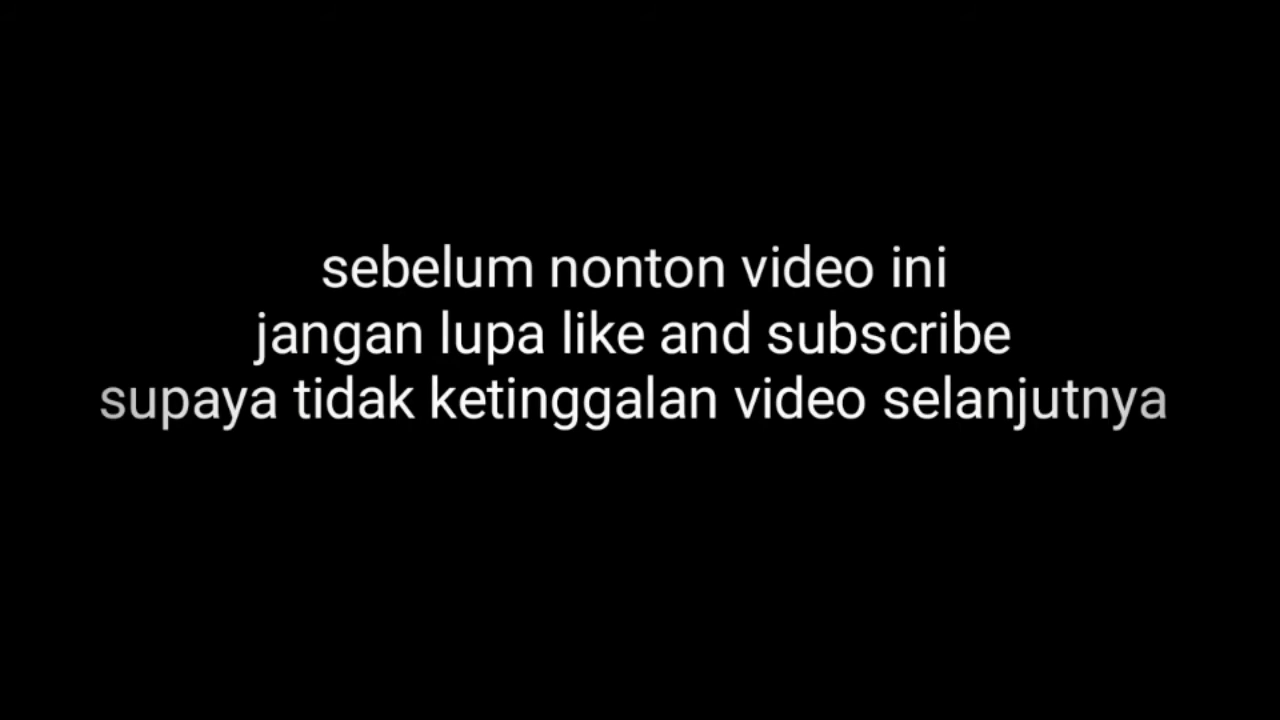 sebelum nonton video ini
jangan lupa like and subscribe
supaya tidak ketinggalan video selanjutnya